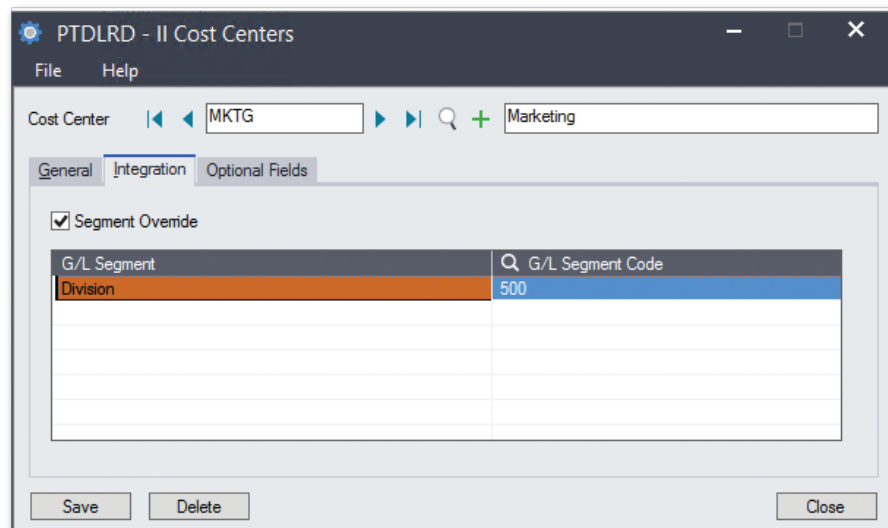 PTDLRD - II Cost Centers
File Help
Cost Center MKTG Marketing
General Integration Optional Fields
Segment Override
G/L Segment G/L Segment Code
Division 500
Save Delete Close